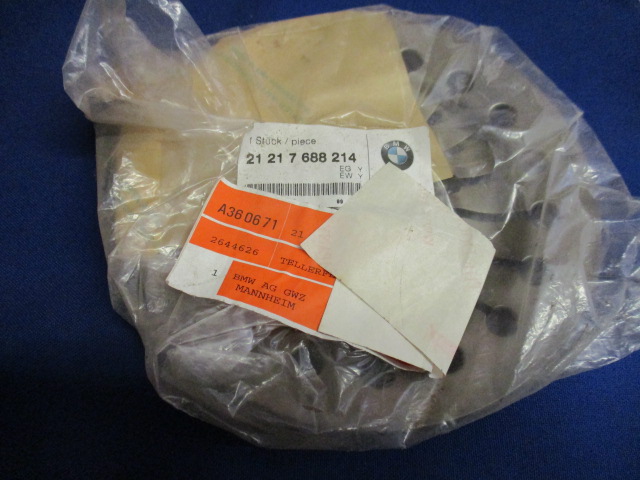 1 Stück / piece
BMW
21 21 7 688 214
EG Y
EW Y
89
A36 06 71 21
2644626 TELLERF
1 BMW AG GWZ
MANNHEIM